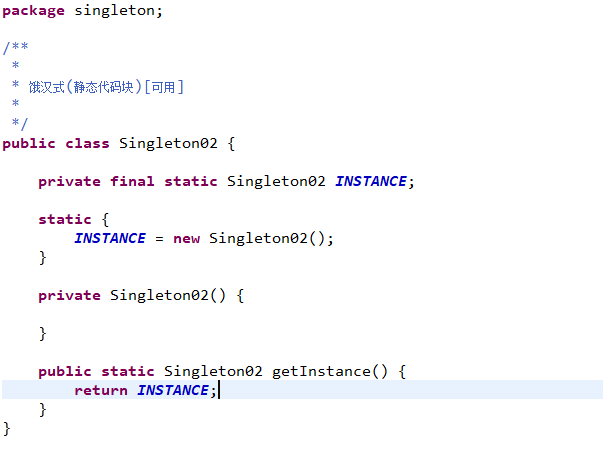 package singleton;
/**
 *
 * 饿汉式(静态代码块)[可用]
 *
 */
public class Singleton02 {
    private final static Singleton02 INSTANCE;
    static {
        INSTANCE = new Singleton02();
    }
    private Singleton02() {
    }
    public static Singleton02 getInstance() {
        return INSTANCE;
    }
}